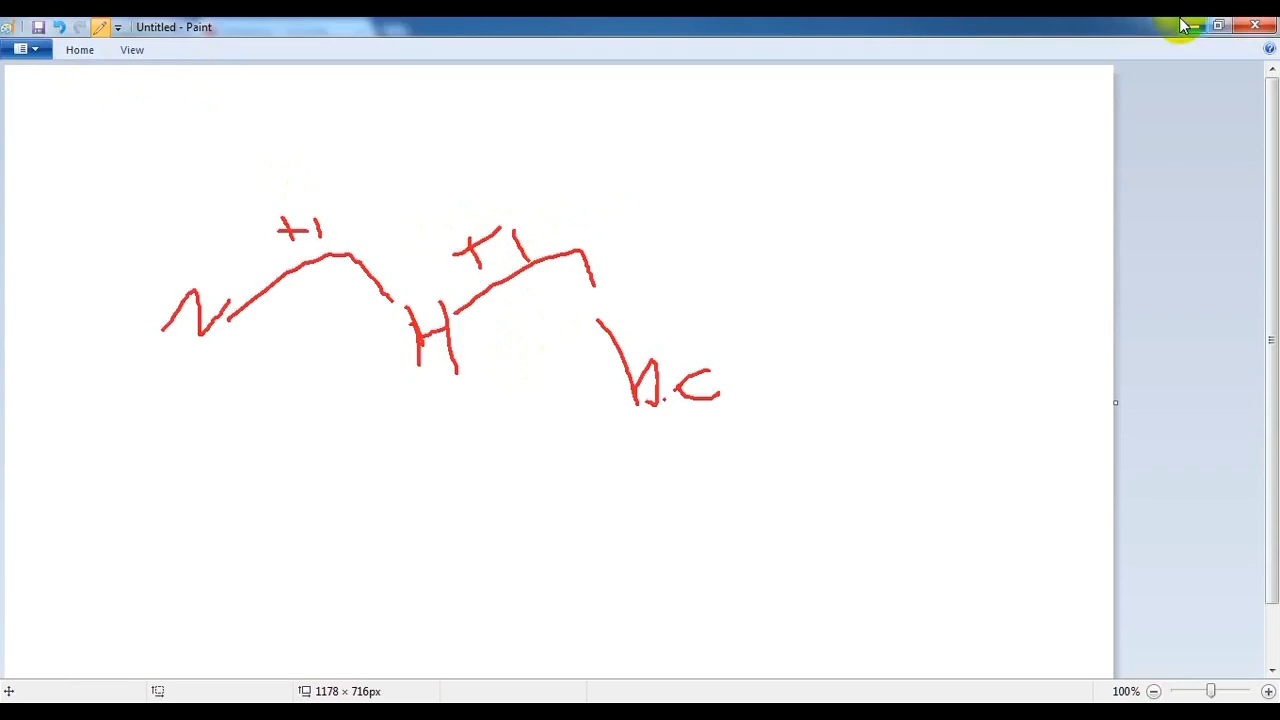 Untitled - Paint
Home View
+1 +1
N H D.C
1178 × 716px 100%